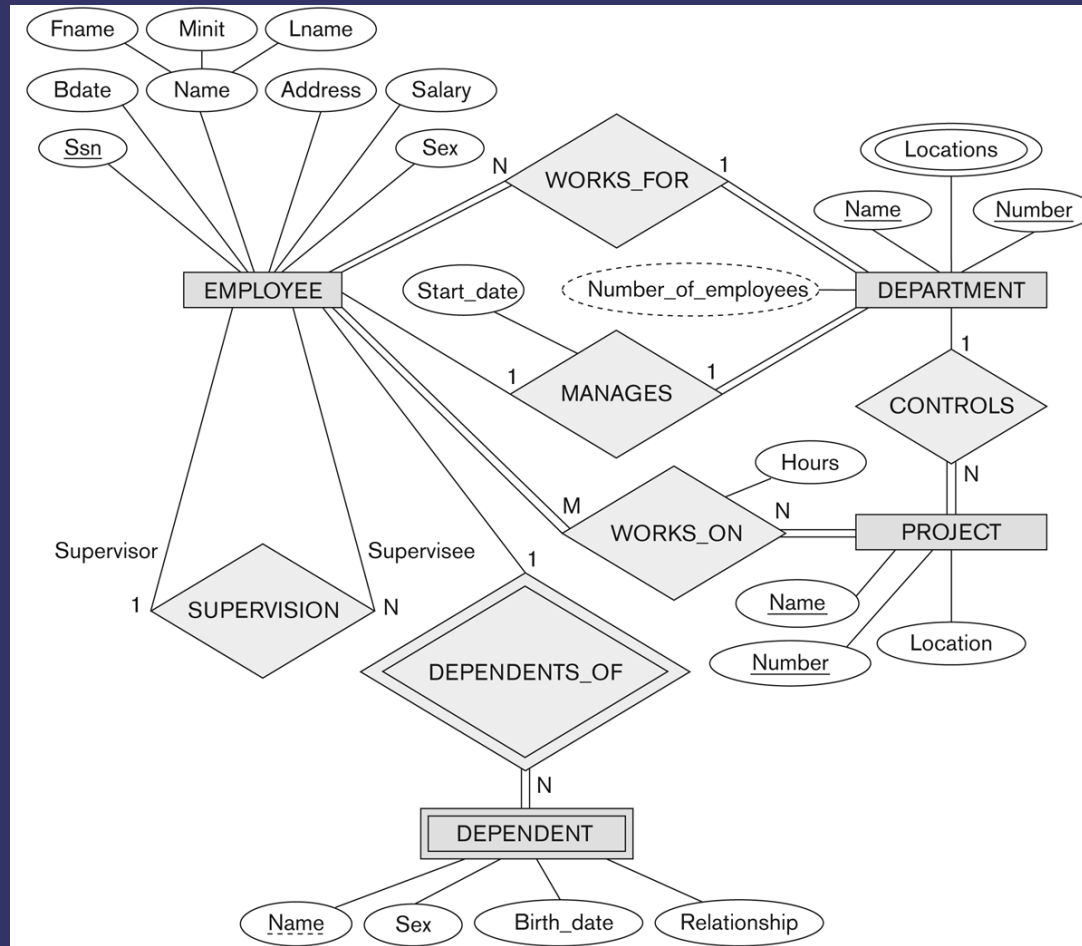 Fname
Minit
Lname
Bdate
Name
Address
Salary
Ssn
Sex
N
WORKS_FOR
1
Locations
Name
Number
EMPLOYEE
Start_date
Number_of_employees
DEPARTMENT
1
MANAGES
1
1
CONTROLS
N
Hours
M
WORKS_ON
N
PROJECT
Supervisor
Supervisee
1
SUPERVISION
N
1
Name
Number
Location
DEPENDENTS_OF
N
DEPENDENT
Name
Sex
Birth_date
Relationship